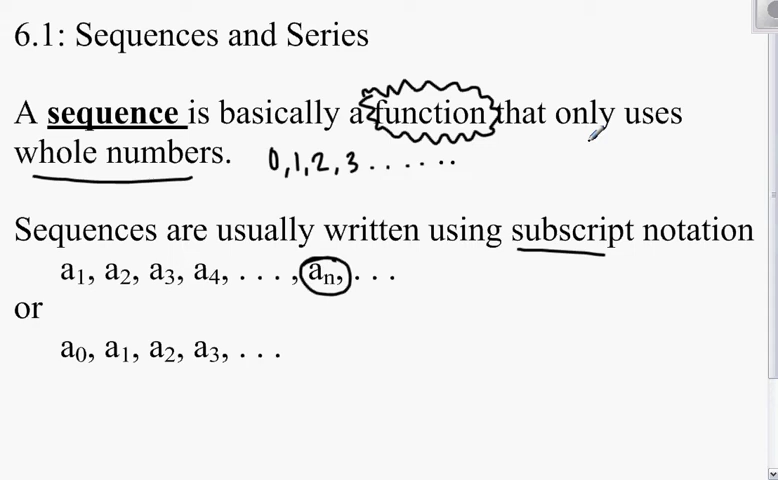 6.1: Sequences and Series
A sequence is basically a function that only uses
whole numbers. 0,1,2,3......
Sequences are usually written using subscript notation
a₁, a₂, a₃, a₄, . . . , aₙ, . . .
or
a₀, a₁, a₂, a₃, . . .